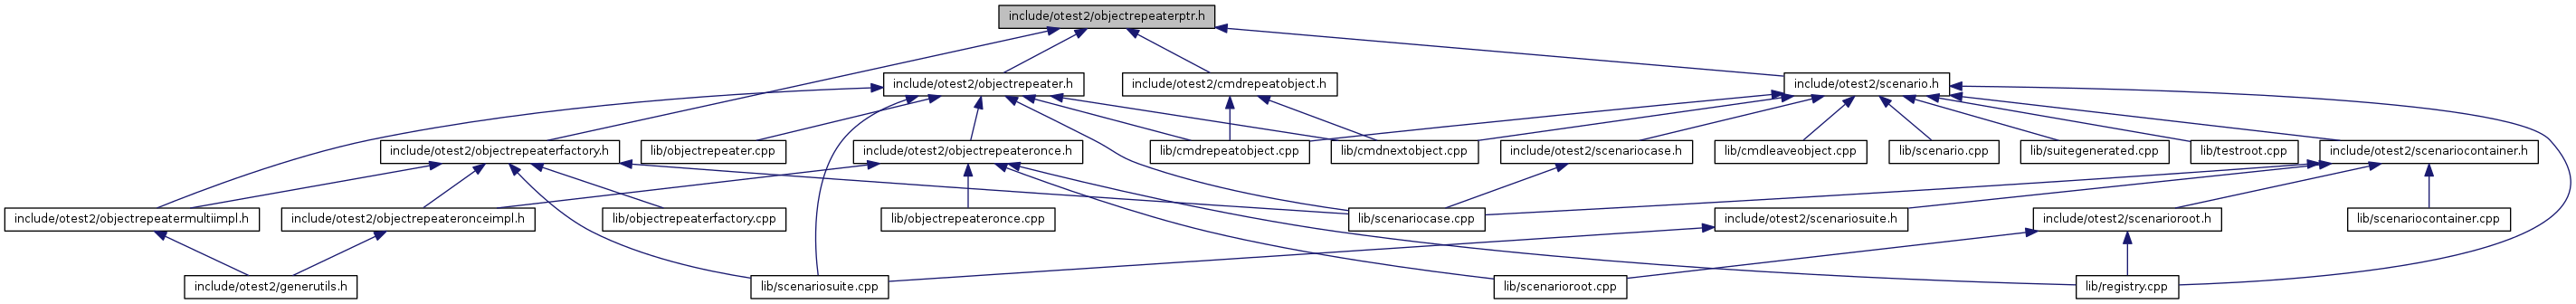 include/otest2/objectrepeaterptr.h
include/otest2/objectrepeater.h
include/otest2/cmdrepeatobject.h
include/otest2/scenario.h
include/otest2/objectrepeaterfactory.h
lib/objectrepeater.cpp
include/otest2/objectrepeateronce.h
lib/cmdrepeatobject.cpp
lib/cmdnextobject.cpp
include/otest2/scenariocase.h
lib/cmdleaveobject.cpp
lib/scenario.cpp
lib/suitegenerated.cpp
lib/testroot.cpp
include/otest2/scenariocontainer.h
include/otest2/objectrepeatermultiimpl.h
include/otest2/objectrepeateronceimpl.h
lib/objectrepeaterfactory.cpp
lib/objectrepeateronce.cpp
lib/scenariocase.cpp
include/otest2/scenariosuite.h
include/otest2/scenarioroot.h
lib/scenariocontainer.cpp
include/otest2/generutils.h
lib/scenariosuite.cpp
lib/scenarioroot.cpp
lib/registry.cpp